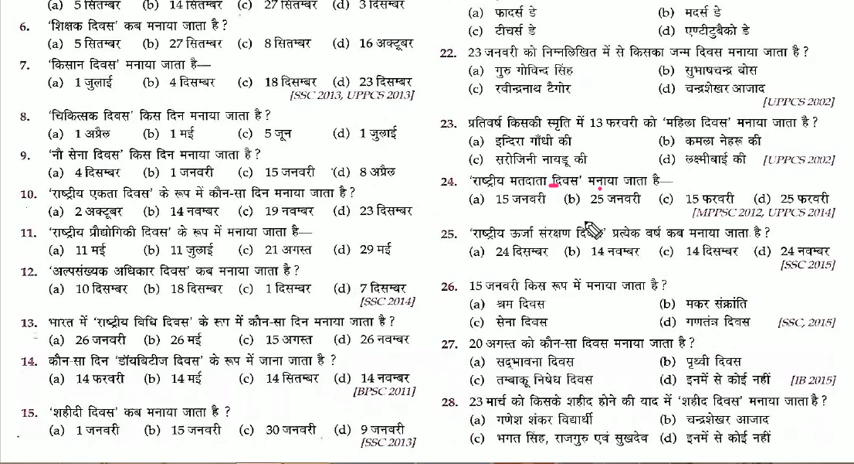 (a) 5 सितम्बर (b) 14 सितम्बर (c) 27 सितम्बर (d) 3 दिसम्बर
6. 'शिक्षक दिवस' कब मनाया जाता है ?
(a) 5 सितम्बर (b) 27 सितम्बर (c) 8 सितम्बर (d) 16 अक्टूबर
7. 'किसान दिवस' मनाया जाता है—
(a) 1 जुलाई (b) 4 दिसम्बर (c) 18 दिसम्बर (d) 23 दिसम्बर
[SSC 2013, UPPCS 2013]
8. 'चिकित्सक दिवस' किस दिन मनाया जाता है ?
(a) 1 अप्रैल (b) 1 मई (c) 5 जून (d) 1 जुलाई
9. 'नौ सेना दिवस' किस दिन मनाया जाता है ?
(a) 4 दिसम्बर (b) 1 जनवरी (c) 15 जनवरी (d) 8 अप्रैल
10. 'राष्ट्रीय एकता दिवस' के रूप में कौन-सा दिन मनाया जाता है ?
(a) 2 अक्टूबर (b) 14 नवम्बर (c) 19 नवम्बर (d) 23 दिसम्बर
11. 'राष्ट्रीय प्रौद्योगिकी दिवस' के रूप में मनाया जाता है—
(a) 11 मई (b) 11 जुलाई (c) 21 अगस्त (d) 29 मई
12. 'अल्पसंख्यक अधिकार दिवस' कब मनाया जाता है ?
(a) 10 दिसम्बर (b) 18 दिसम्बर (c) 1 दिसम्बर (d) 7 दिसम्बर
[SSC 2014]
13. भारत में 'राष्ट्रीय विधि दिवस' के रूप में कौन-सा दिन मनाया जाता है ?
(a) 26 जनवरी (b) 26 मई (c) 15 अगस्त (d) 26 नवम्बर
14. कौन-सा दिन 'डॉयबिटीज दिवस' के रूप में जाना जाता है ?
(a) 14 फरवरी (b) 14 मई (c) 14 सितम्बर (d) 14 नवम्बर
[BPSC 2011]
15. 'शहीदी दिवस' कब मनाया जाता है ?
(a) 1 जनवरी (b) 15 जनवरी (c) 30 जनवरी (d) 9 जनवरी
[SSC 2013]
(a) फादर्स डे (b) मदर्स डे
(c) टीचर्स डे (d) एण्टीटुबैको डे
22. 23 जनवरी को निम्नलिखित में से किसका जन्म दिवस मनाया जाता है ?
(a) गुरु गोविन्द सिंह (b) सुभाषचन्द्र बोस
(c) रवीन्द्रनाथ टैगोर (d) चन्द्रशेखर आजाद
[UPPCS 2002]
23. प्रतिवर्ष किसकी स्मृति में 13 फरवरी को 'महिला दिवस' मनाया जाता है ?
(a) इन्दिरा गाँधी की (b) कमला नेहरू की
(c) सरोजिनी नायडू की (d) लक्ष्मीबाई की [UPPCS 2002]
24. 'राष्ट्रीय मतदाता दिवस' मनाया जाता है—
(a) 15 जनवरी (b) 25 जनवरी (c) 15 फरवरी (d) 25 फरवरी
[MPPSC 2012, UPPCS 2014]
25. 'राष्ट्रीय ऊर्जा संरक्षण प्रत्येक वर्ष कब मनाया जाता है ?
(a) 24 दिसम्बर (b) 14 नवम्बर (c) 14 दिसम्बर (d) 24 नवम्बर
[SSC 2015]
26. 15 जनवरी किस रूप में मनाया जाता है ?
(a) श्रम दिवस (b) मकर संक्रांति
(c) सेना दिवस (d) गणतंत्र दिवस [SSC, 2015]
27. 20 अगस्त को कौन-सा दिवस मनाया जाता है ?
(a) सद्भावना दिवस (b) पृथ्वी दिवस
(c) तम्बाकू निषेध दिवस (d) इनमें से कोई नहीं [IB 2015]
28. 23 मार्च को किसके शहीद होने की याद में 'शहीद दिवस' मनाया जाता है ?
(a) गणेश शंकर विद्यार्थी (b) चन्द्रशेखर आजाद
(c) भगत सिंह, राजगुरु एवं सुखदेव (d) इनमें से कोई नहीं